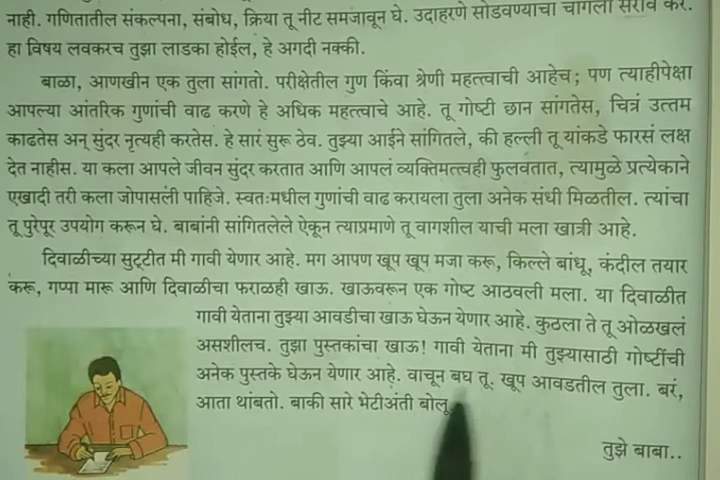 नाही. गणितातील संकल्पना, संबोध, क्रिया तू नीट समजावून घे. उदाहरणे सोडवण्याचा चांगला सराव कर.
हा विषय लवकरच तुझा लाडका होईल, हे अगदी नक्की.
बाळा, आणखीन एक तुला सांगतो. परीक्षेतील गुण किंवा श्रेणी महत्त्वाची आहेच; पण त्याहीपेक्षा
आपल्या आंतरिक गुणांची वाढ करणे हे अधिक महत्त्वाचे आहे. तू गोष्टी छान सांगतेस, चित्रं उत्तम
काढतेस अन् सुंदर नृत्यही करतेस. हे सारं सुरू ठेव. तुझ्या आईने सांगितले, की हल्ली तू यांकडे फारसं लक्ष
देत नाहीस. या कला आपले जीवन सुंदर करतात आणि आपलं व्यक्तिमत्त्वही फुलवतात, त्यामुळे प्रत्येकाने
एखादी तरी कला जोपासली पाहिजे. स्वतःमधील गुणांची वाढ करायला तुला अनेक संधी मिळतील. त्यांचा
तू पुरेपूर उपयोग करून घे. बाबांनी सांगितलेले ऐकून त्याप्रमाणे तू वागशील याची मला खात्री आहे.
दिवाळीच्या सुट्टीत मी गावी येणार आहे. मग आपण खूप खूप मजा करू, किल्ले बांधू, कंदील तयार
करू, गप्पा मारू आणि दिवाळीचा फराळही खाऊ. खाऊवरून एक गोष्ट आठवली मला. या दिवाळीत
गावी येताना तुझ्या आवडीचा खाऊ घेऊन येणार आहे. कुठला ते तू ओळखलं
असशीलच. तुझा पुस्तकांचा खाऊ! गावी येताना मी तुझ्यासाठी गोष्टींची
अनेक पुस्तके घेऊन येणार आहे. वाचून बघ तू. खूप आवडतील तुला. बरं,
आता थांबतो. बाकी सारे भेटीअंती बोलू.
तुझे बाबा..